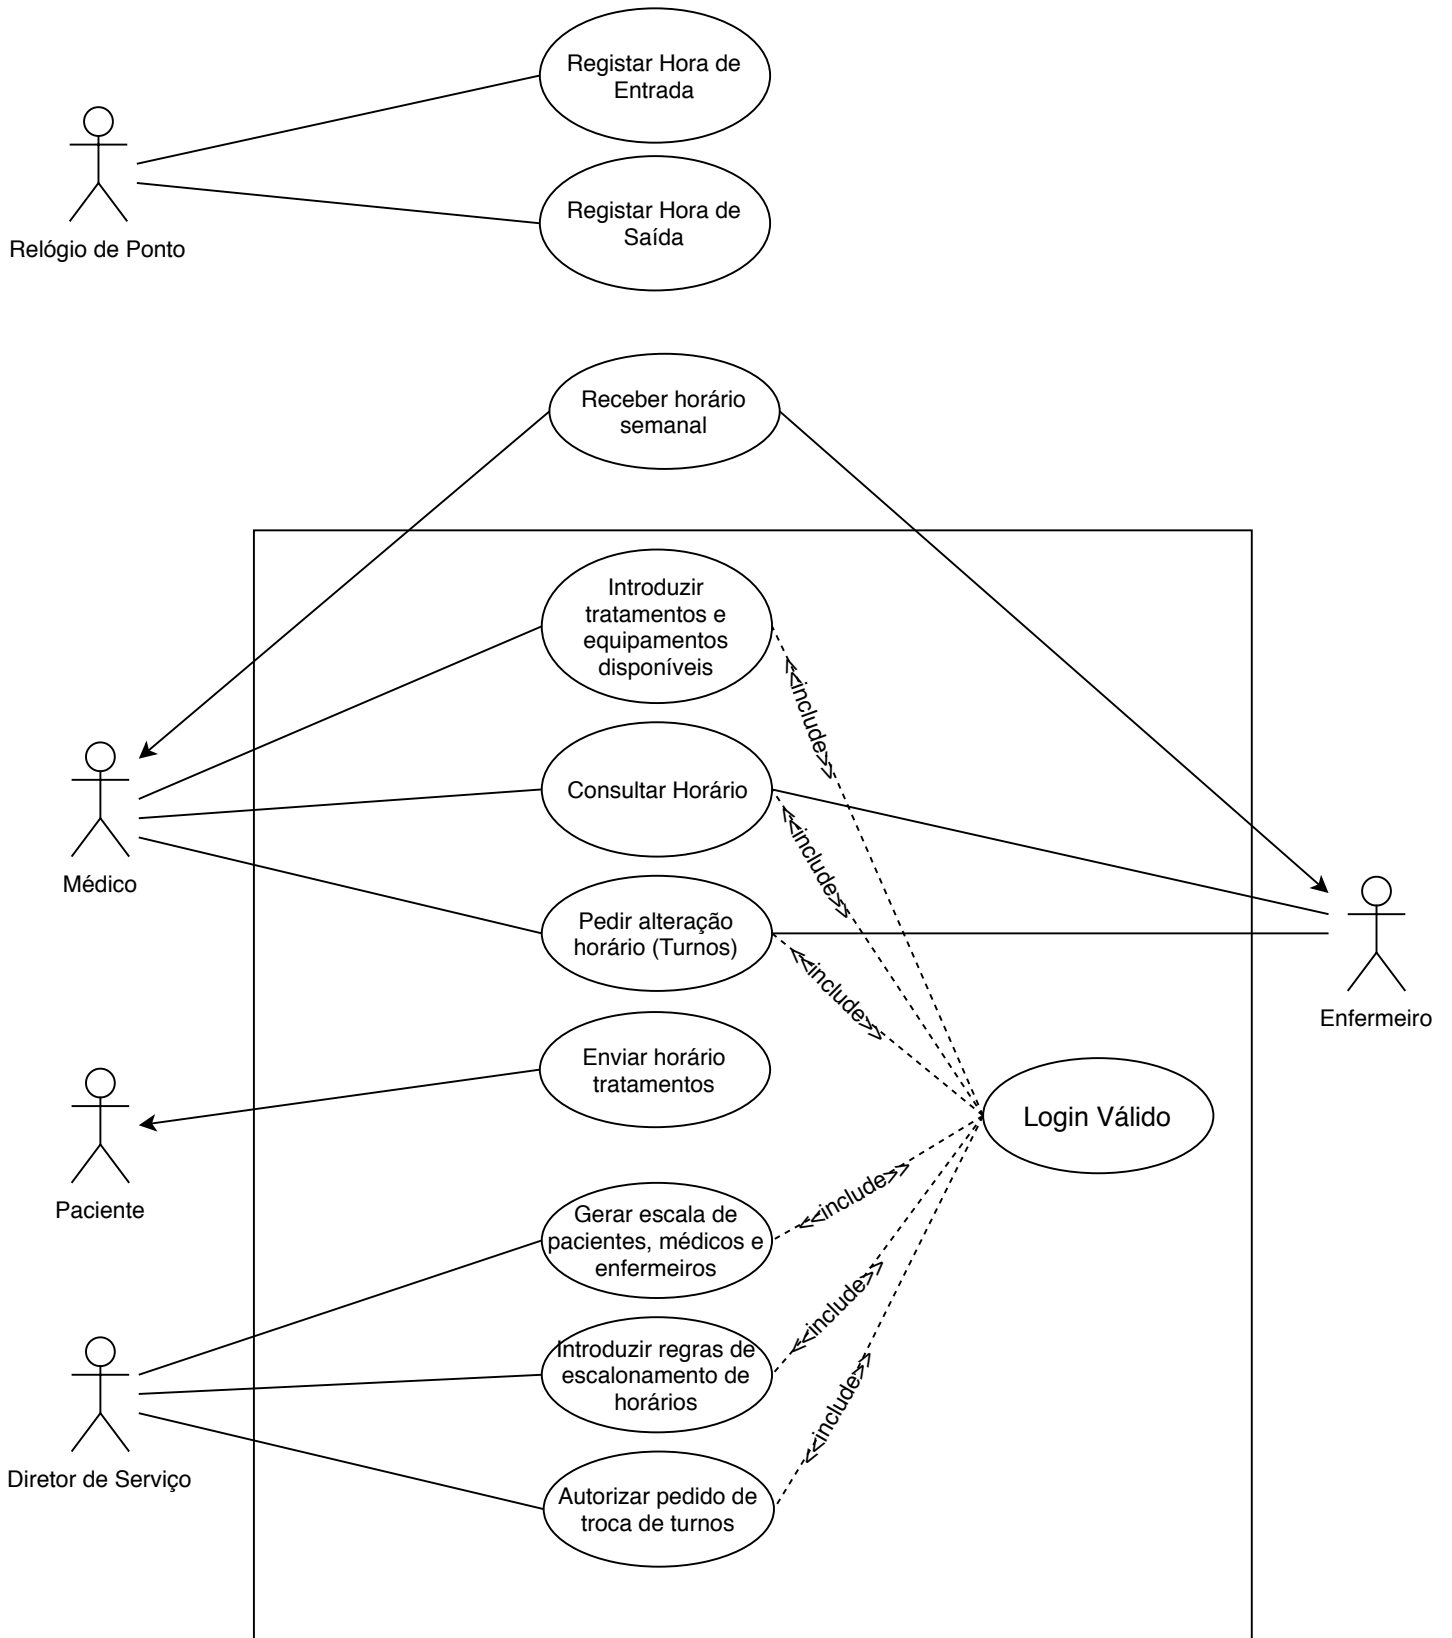 Registar Hora de
Entrada
Registar Hora de
Saída
Relógio de Ponto
Receber horário
semanal
Introduzir
tratamentos e
equipamentos
disponíveis
<<include>>
Consultar Horário
<<include>>
Médico
Pedir alteração
horário (Turnos)
<<include>>
Enfermeiro
Enviar horário
tratamentos
Login Válido
Paciente
Gerar escala de
pacientes, médicos e
enfermeiros
<<include>>
Introduzir regras de
escalonamento de
horários
<<include>>
Diretor de Serviço
Autorizar pedido de
troca de turnos
<<include>>